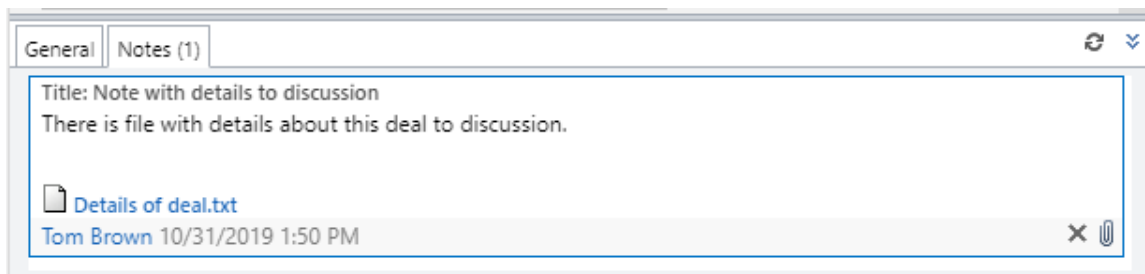 General Notes (1)
Title: Note with details to discussion
There is file with details about this deal to discussion.
Details of deal.txt
Tom Brown 10/31/2019 1:50 PM